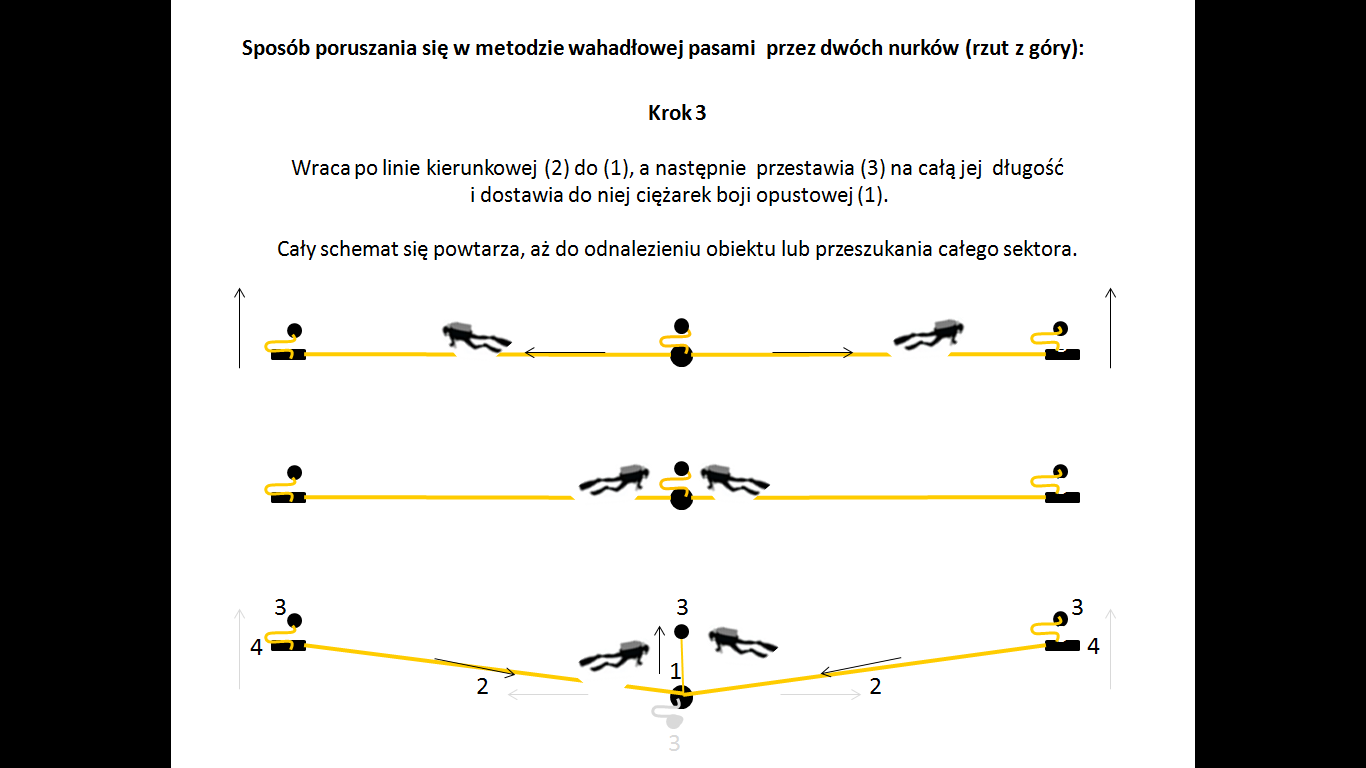 Sposób poruszania się w metodzie wahadłowej pasami przez dwóch nurków (rzut z góry):
Krok 3
Wraca po linie kierunkowej (2) do (1), a następnie przestawia (3) na całą jej długość
i dostawia do niej ciężarek boji opustowej (1).
Cały schemat się powtarza, aż do odnalezieniu obiektu lub przeszukania całego sektora.
3
3
3
4
1
4
2
2
3